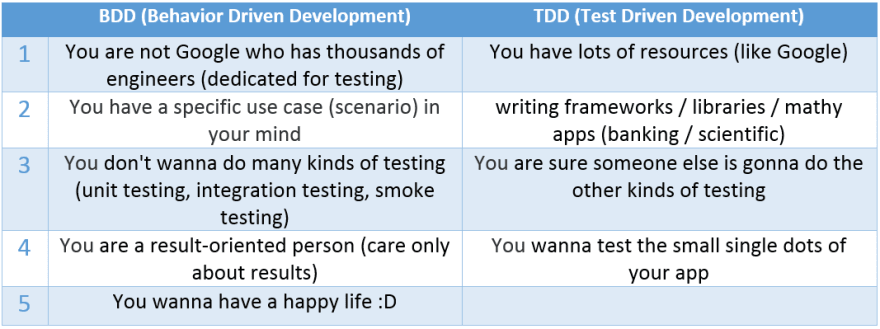 BDD (Behavior Driven Development) TDD (Test Driven Development)
1 You are not Google who has thousands of You have lots of resources (like Google)
engineers (dedicated for testing)
2 You have a specific use case (scenario) in writing frameworks / libraries / mathy
your mind apps (banking / scientific)
3 You don't wanna do many kinds of testing You are sure someone else is gonna do the
(unit testing, integration testing, smoke other kinds of testing
testing)
4 You are a result-oriented person (care only You wanna test the small single dots of
about results) your app
5 You wanna have a happy life :D